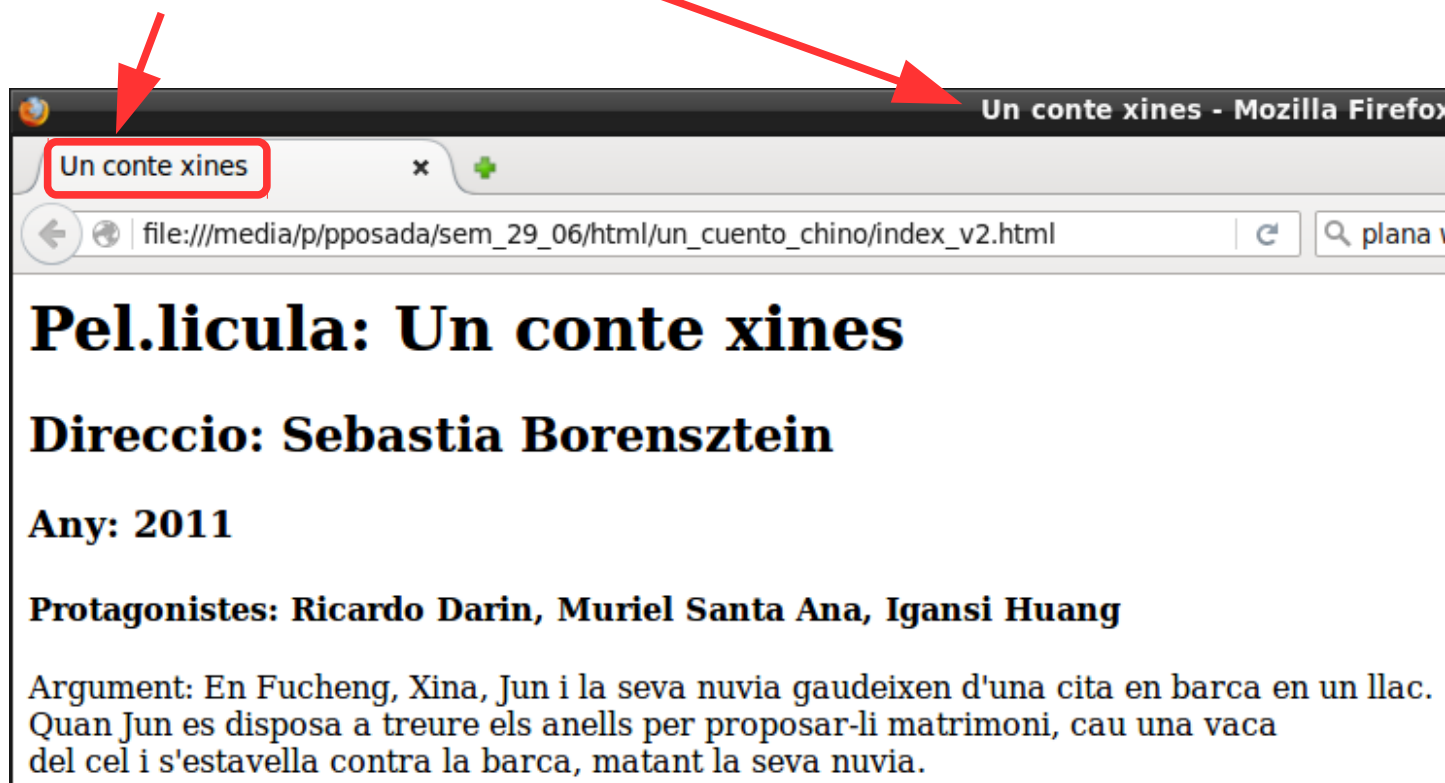 Un conte xines - Mozilla Firefox
Un conte xines
file:///media/p/pposada/sem_29_06/html/un_cuento_chino/index_v2.html
plana
Pel.licula: Un conte xines
Direccio: Sebastia Borensztein
Any: 2011
Protagonistes: Ricardo Darin, Muriel Santa Ana, Igansi Huang
Argument: En Fucheng, Xina, Jun i la seva nuvia gaudeixen d'una cita en barca en un llac.
Quan Jun es disposa a treure els anells per proposar-li matrimoni, cau una vaca
del cel i s'estavella contra la barca, matant la seva nuvia.